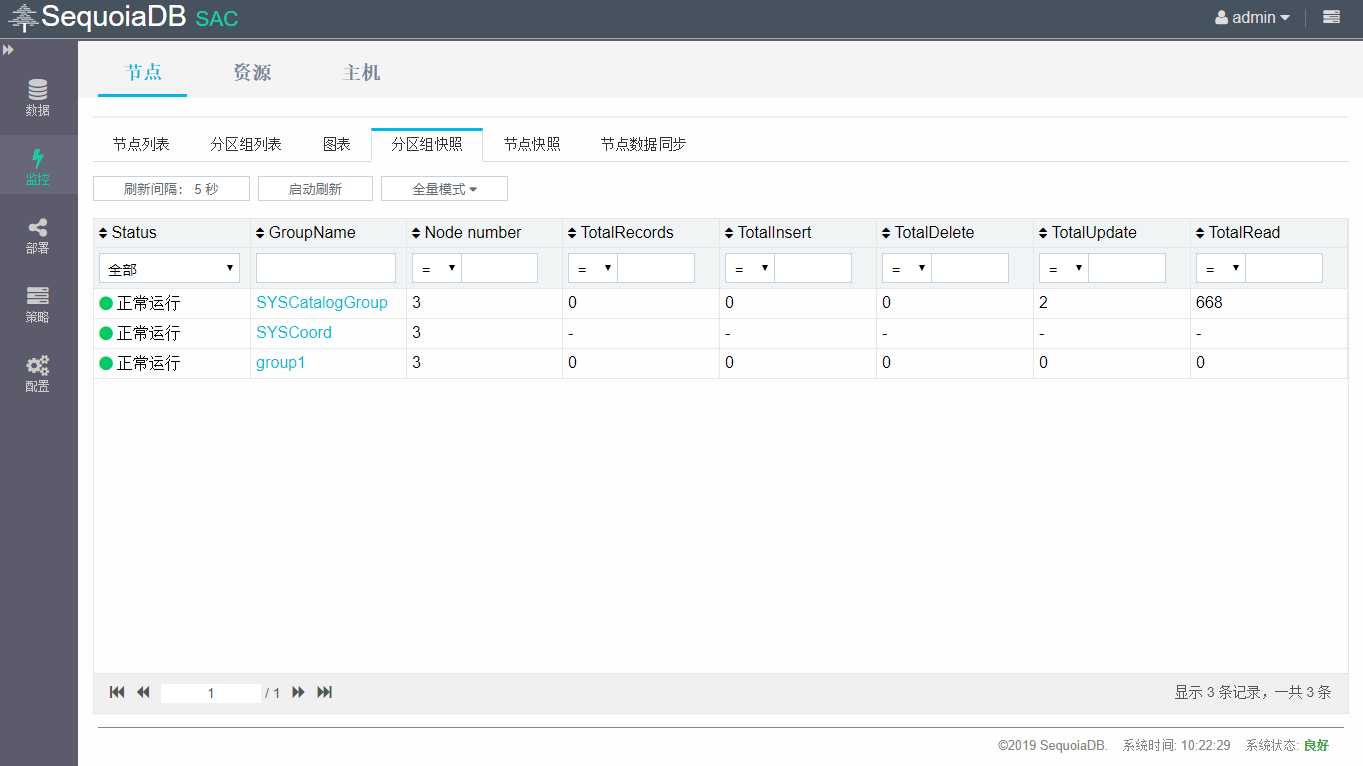 SequoiaDB SAC admin
节点 资源 主机
数据
监控
部署
策略
配置
节点列表 分区组列表 图表 分区组快照 节点快照 节点数据同步
刷新间隔: 5 秒 启动刷新 全量模式
Status GroupName Node number TotalRecords TotalInsert TotalDelete TotalUpdate TotalRead
全部 = = = = = =
正常运行 SYSCatalogGroup 3 0 0 0 2 668
正常运行 SYSCoord 3 - - - - -
正常运行 group1 3 0 0 0 0 0
1 / 1 显示 3 条记录，一共 3 条
©2019 SequoiaDB. 系统时间: 10:22:29 系统状态: 良好